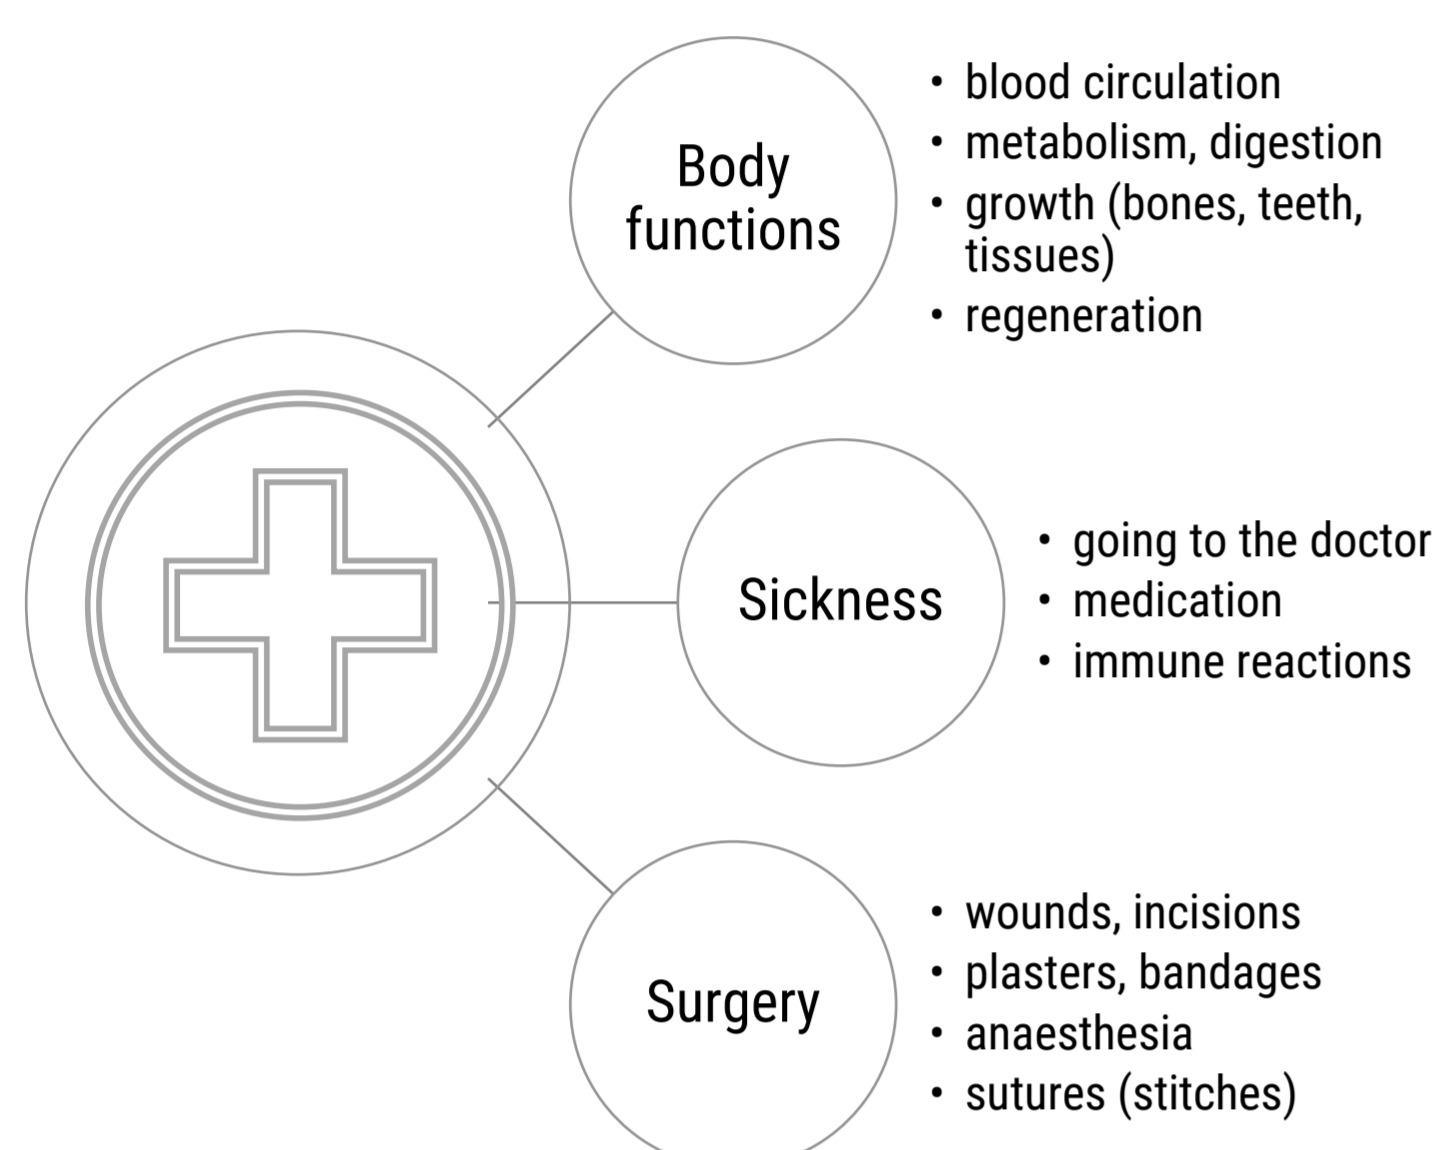 Body
functions
• blood circulation
• metabolism, digestion
• growth (bones, teeth,
tissues)
• regeneration
Sickness
• going to the doctor
• medication
• immune reactions
Surgery
• wounds, incisions
• plasters, bandages
• anaesthesia
• sutures (stitches)